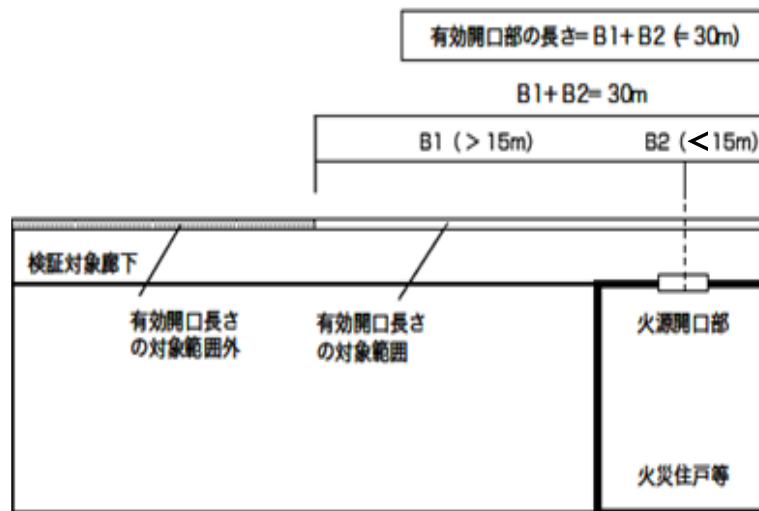 有効開口部の長さ=B1+B2 (=30m)
B1+B2=30m
B1 (>15m)
B2 (<15m)
検証対象廊下
有効開口長さ
の対象範囲外
有効開口長さ
の対象範囲
火源開口部
火災住戸等